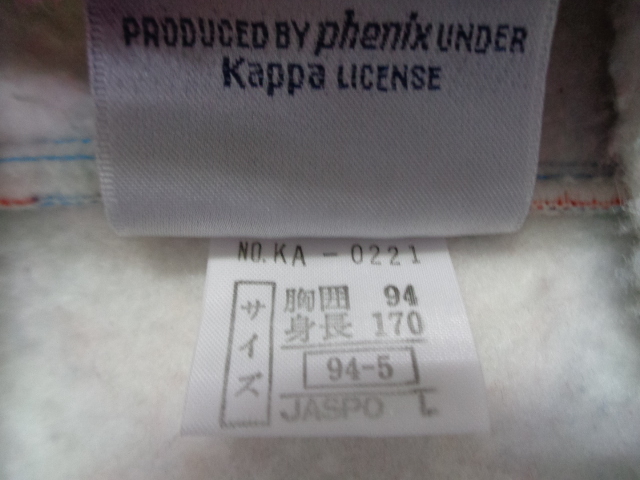 PRODUCED BY phenix UNDER
Kappa LICENSE
NO.KA-0221
サイズ
胸囲 94
身長 170
94-5
JASPO L